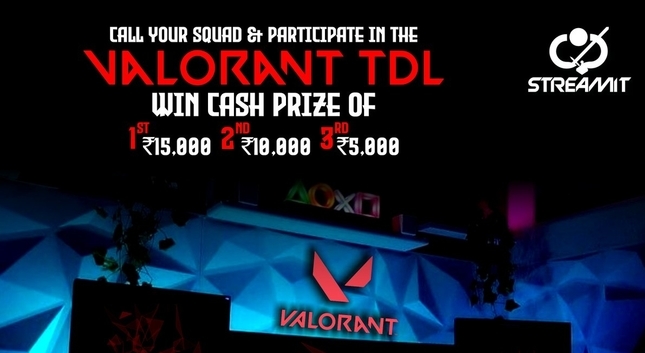 CALL YOUR SQUAD & PARTICIPATE IN THE
VALORANT TDL
WIN CASH PRIZE OF
1ST ₹15,000 2ND ₹10,000 3RD ₹5,000
STREAMIT
VALORANT